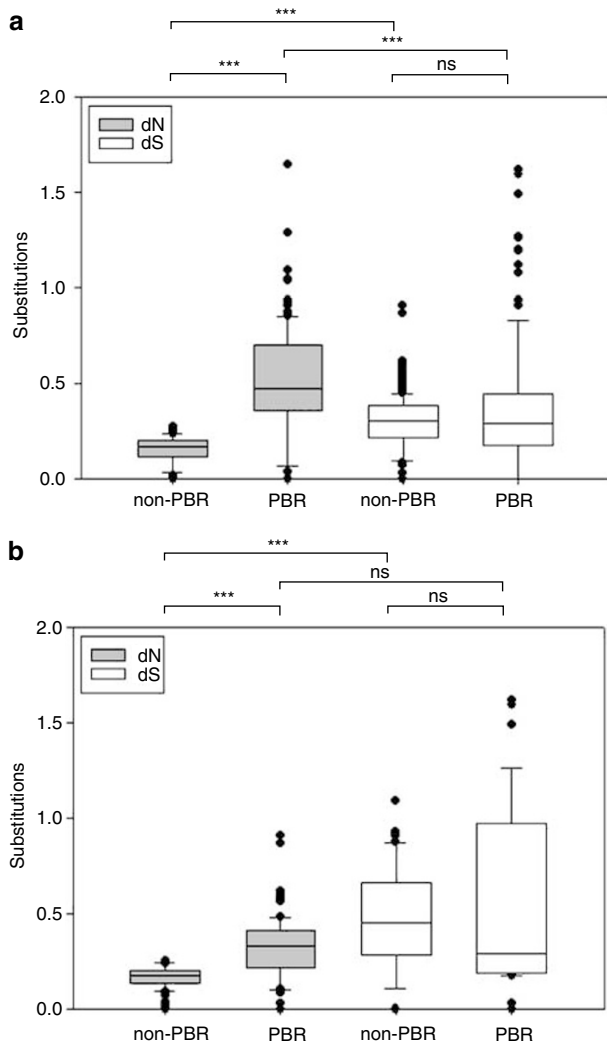 a
***
***
*** ns
2.0
dN
dS
1.5
Substitutions
1.0
0.5
0.0
non-PBR PBR non-PBR PBR
b
***
ns
*** ns
2.0
dN
dS
1.5
Substitutions
1.0
0.5
0.0
non-PBR PBR non-PBR PBR